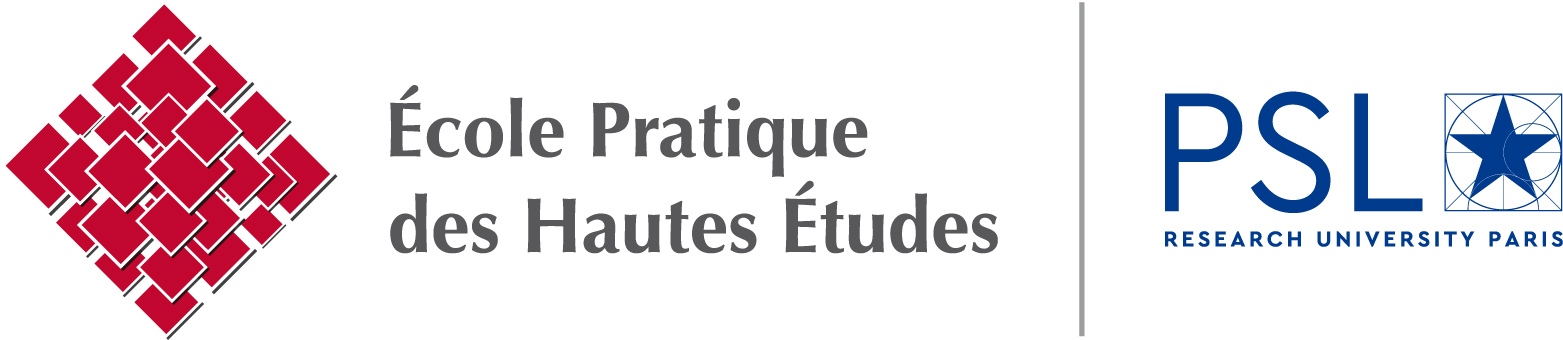 École Pratique
des Hautes Études
PSL
RESEARCH UNIVERSITY PARIS